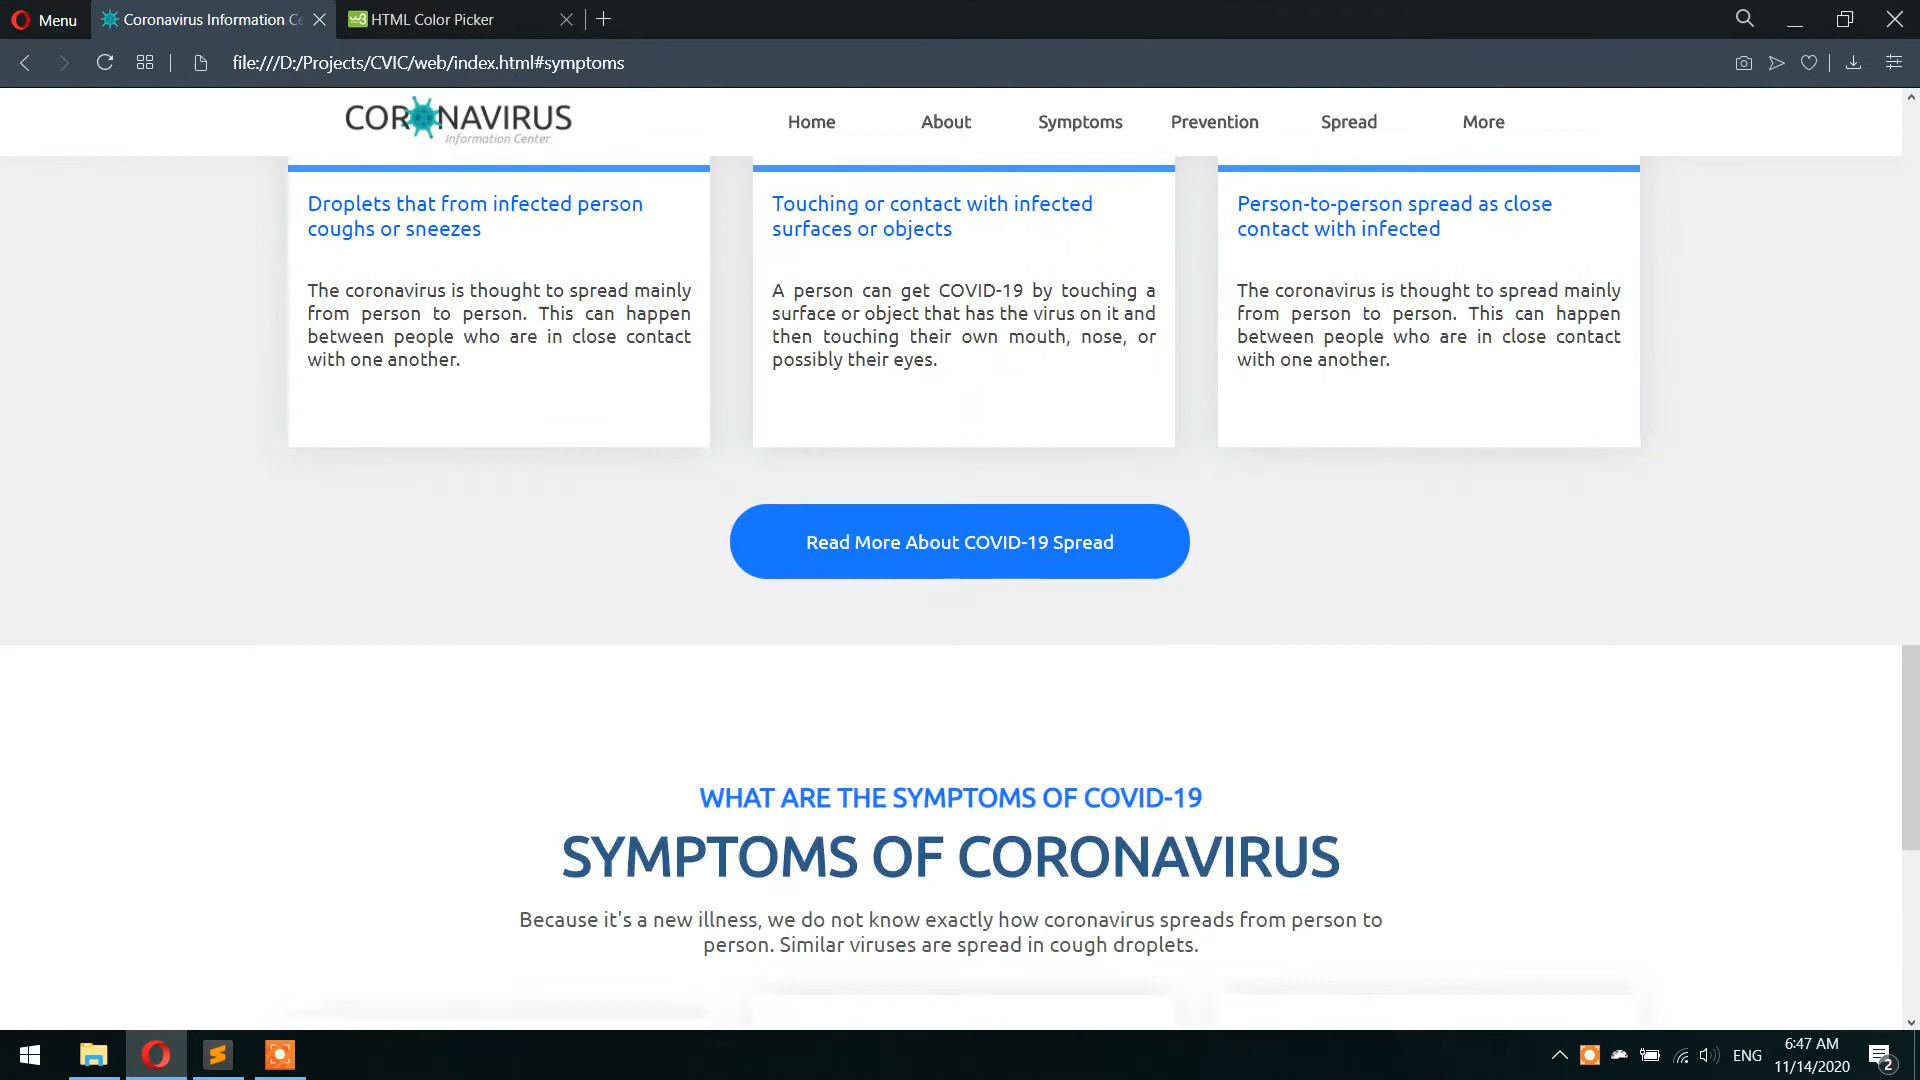 Menu
Coronavirus Information Ce
HTML Color Picker
file:///D:/Projects/CVIC/web/index.html#symptoms
CORONAVIRUS
Information Center
Home
About
Symptoms
Prevention
Spread
More
Droplets that from infected person
coughs or sneezes
The coronavirus is thought to spread mainly
from person to person. This can happen
between people who are in close contact
with one another.
Touching or contact with infected
surfaces or objects
A person can get COVID-19 by touching a
surface or object that has the virus on it and
then touching their own mouth, nose, or
possibly their eyes.
Person-to-person spread as close
contact with infected
The coronavirus is thought to spread mainly
from person to person. This can happen
between people who are in close contact
with one another.
Read More About COVID-19 Spread
WHAT ARE THE SYMPTOMS OF COVID-19
SYMPTOMS OF CORONAVIRUS
Because it's a new illness, we do not know exactly how coronavirus spreads from person to
person. Similar viruses are spread in cough droplets.
ENG
6:47 AM
11/14/2020
2